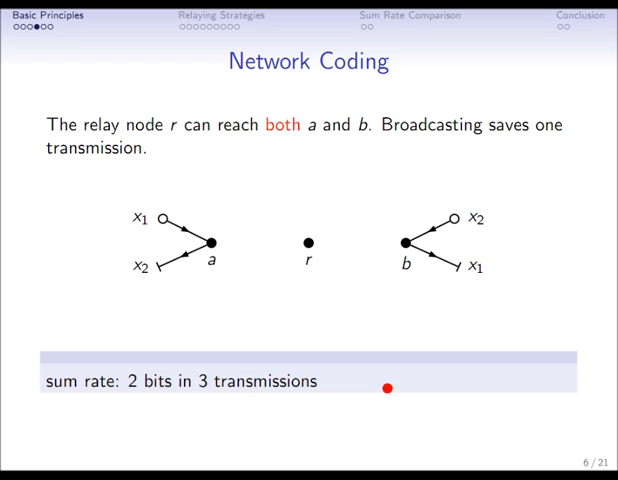 Basic Principles Relaying Strategies Sum Rate Comparison Conclusion
Network Coding
The relay node r can reach both a and b. Broadcasting saves one
transmission.
x1 x2
a r b
x2 x1
sum rate: 2 bits in 3 transmissions
6 / 21